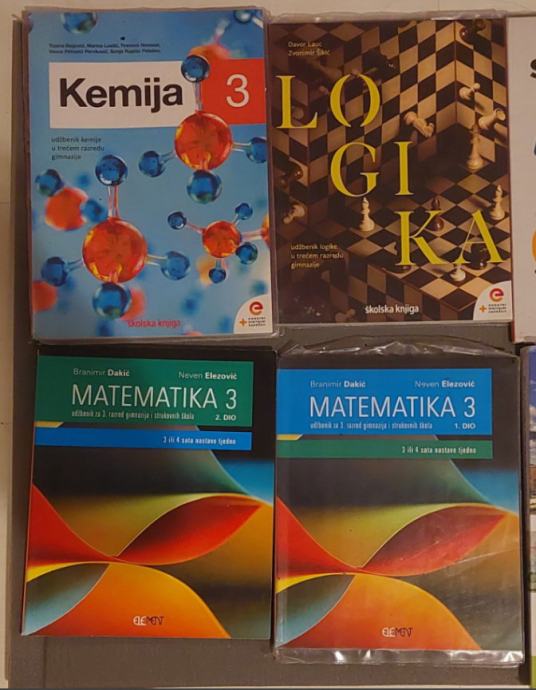 Kemija 3
udžbenik kemije
u trećem razredu
gimnazije
školska knjiga
e
Davor Lauc
Zvonimir Šikić
LO
GI
KA
udžbenik logike
u trećem razredu
gimnazije
školska knjiga
e
Branimir Dakić Neven Elezović
MATEMATIKA 3
udžbenik za 3. razred gimnazija i strukovnih škola 2. DIO
3 ili 4 sata nastave tjedno
ELEMENT
Branimir Dakić Neven Elezović
MATEMATIKA 3
udžbenik za 3. razred gimnazija i strukovnih škola 1. DIO
3 ili 4 sata nastave tjedno
ELEMENT